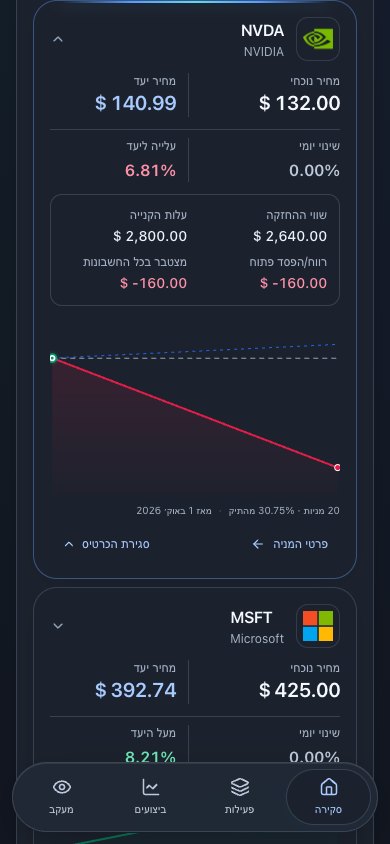 NVDA
NVIDIA
מחיר נוכחי
$ 132.00
מחיר יעד
$ 140.99
שינוי יומי
0.00%
עלייה ליעד
6.81%
שווי ההחזקה
$ 2,640.00
עלות הקנייה
$ 2,800.00
רווח/הפסד פתוח
$ -160.00
מצטבר בכל החשבונות
$ -160.00
20 מניות · 30.75% מהתיק · מאז 1 באוק׳ 2026
פרטי המניה
סגירת הכרטיס
MSFT
Microsoft
מחיר נוכחי
$ 425.00
מחיר יעד
$ 392.74
שינוי יומי
0.00%
מעל היעד
8.21%
סקירה
פעילות
ביצועים
מעקב